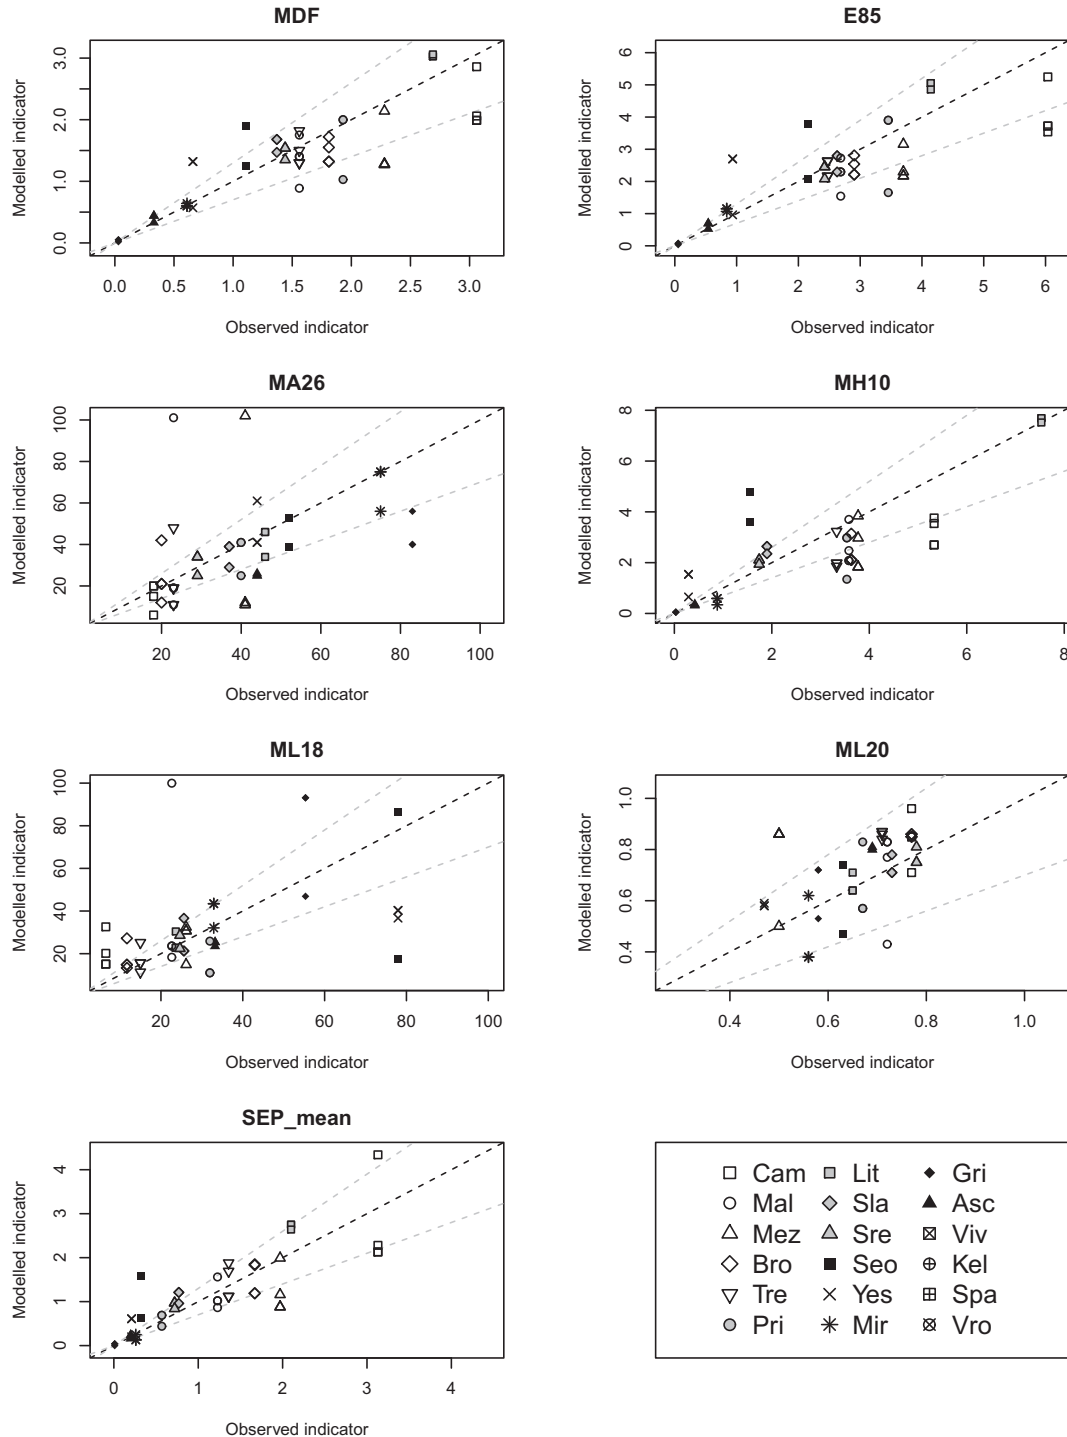 MDF
E85
Modelled indicator
0.0 1.0 2.0 3.0
0.0 0.5 1.0 1.5 2.0 2.5 3.0
Observed indicator
Modelled indicator
0 1 2 3 4 5 6
0 1 2 3 4 5 6
Observed indicator
MA26
MH10
Modelled indicator
20 40 60 80 100
20 40 60 80 100
Observed indicator
Modelled indicator
0 2 4 6 8
0 2 4 6 8
Observed indicator
ML18
ML20
Modelled indicator
20 40 60 80 100
20 40 60 80 100
Observed indicator
Modelled indicator
0.4 0.6 0.8 1.0
0.4 0.6 0.8 1.0
Observed indicator
SEP_mean
Modelled indicator
0 1 2 3 4
0 1 2 3 4
Observed indicator
Cam Lit Gri
Mal Sla Asc
Mez Sre Viv
Bro Seo Kel
Tre Yes Spa
Pri Mir Vro